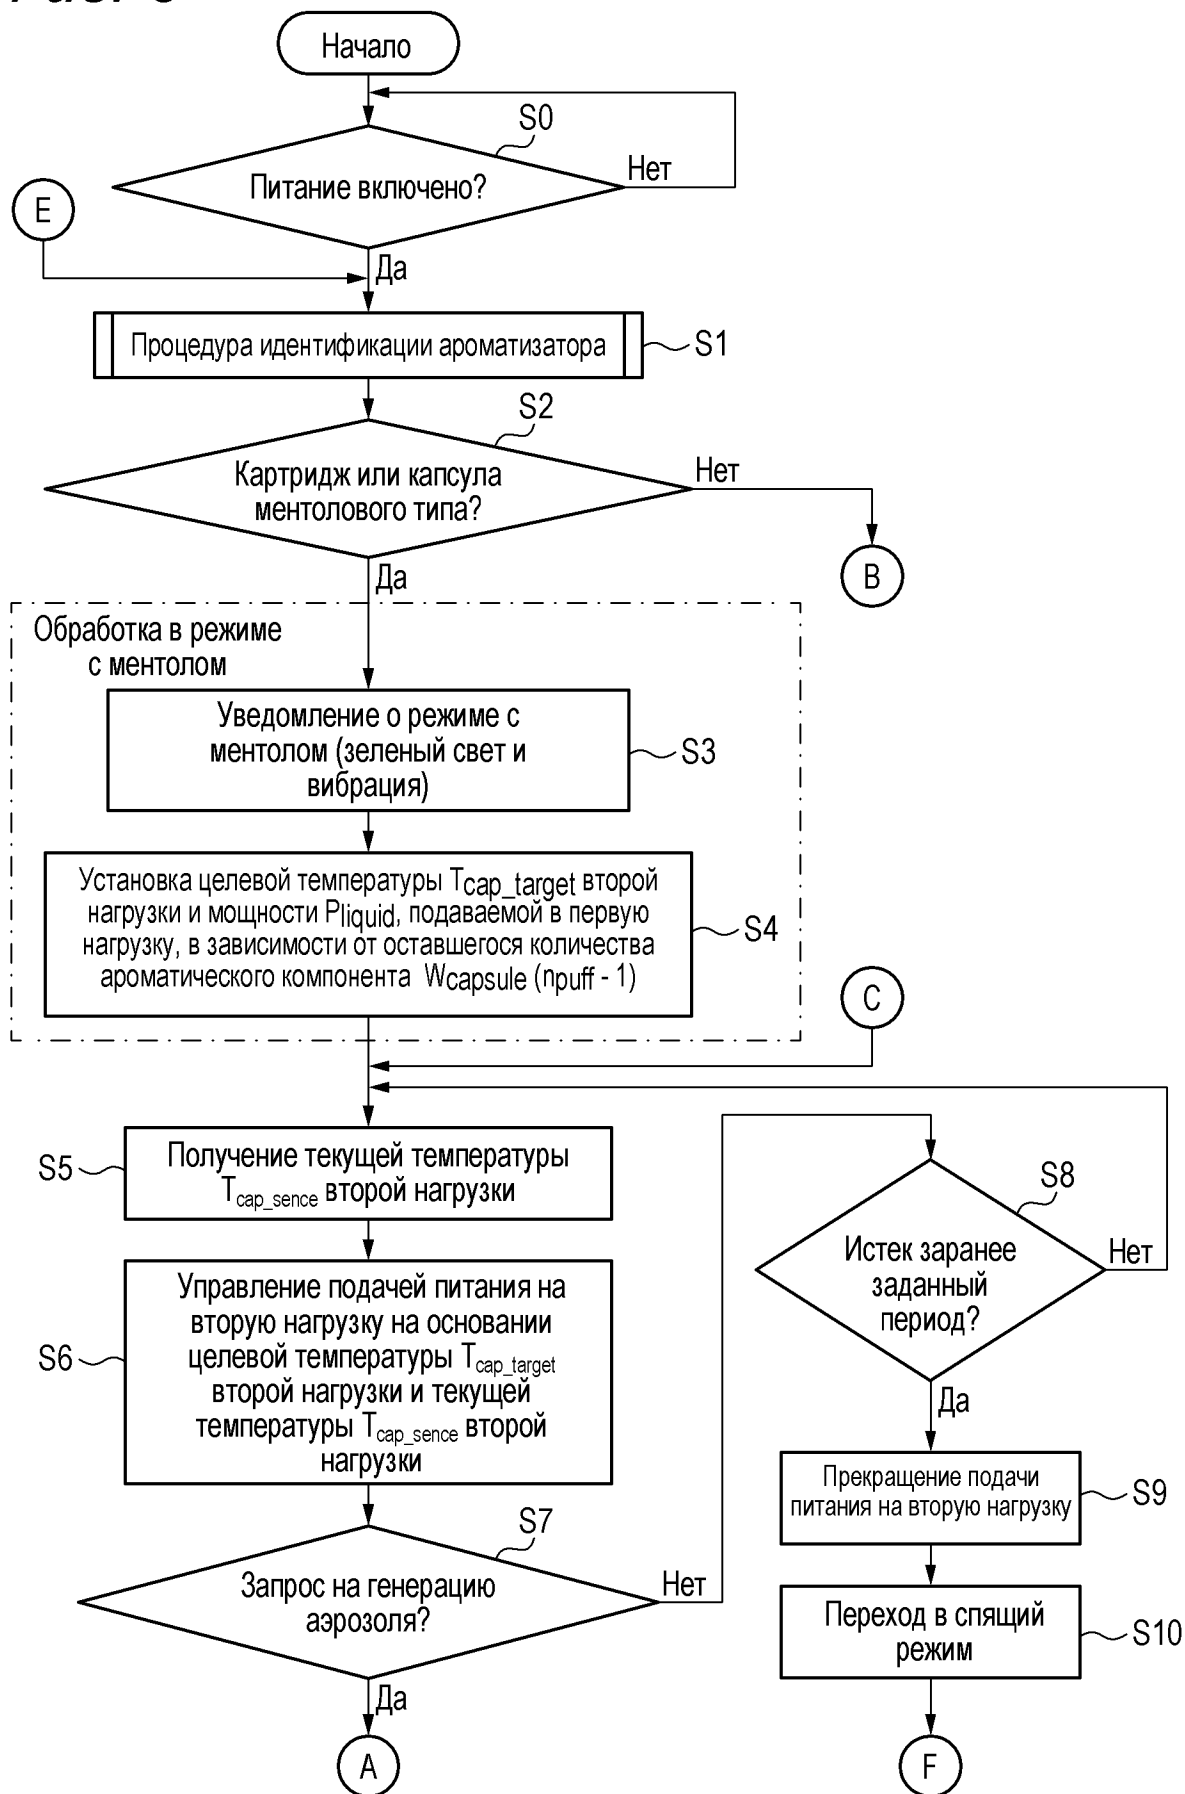 Начало
S0
Питание включено?
Нет
E
Да
Процедура идентификации ароматизатора
S1
S2
Картридж или капсула
ментолового типа?
Нет
B
Да
Обработка в режиме
с ментолом
Уведомление о режиме с
ментолом (зеленый свет и
вибрация)
S3
Установка целевой температуры Tcap_target второй
нагрузки и мощности Pliquid, подаваемой в первую
нагрузку, в зависимости от оставшегося количества
ароматического компонента Wcapsule (npuff - 1)
S4
C
S5
Получение текущей температуры
Tcap_sence второй нагрузки
S6
Управление подачей питания на
вторую нагрузку на основании
целевой температуры Tcap_target
второй нагрузки и текущей
температуры Tcap_sence второй
нагрузки
S7
Запрос на генерацию
аэрозоля?
Нет
Да
A
S8
Истек заранее
заданный
период?
Нет
Да
Прекращение подачи
питания на вторую нагрузку
S9
Переход в спящий
режим
S10
F